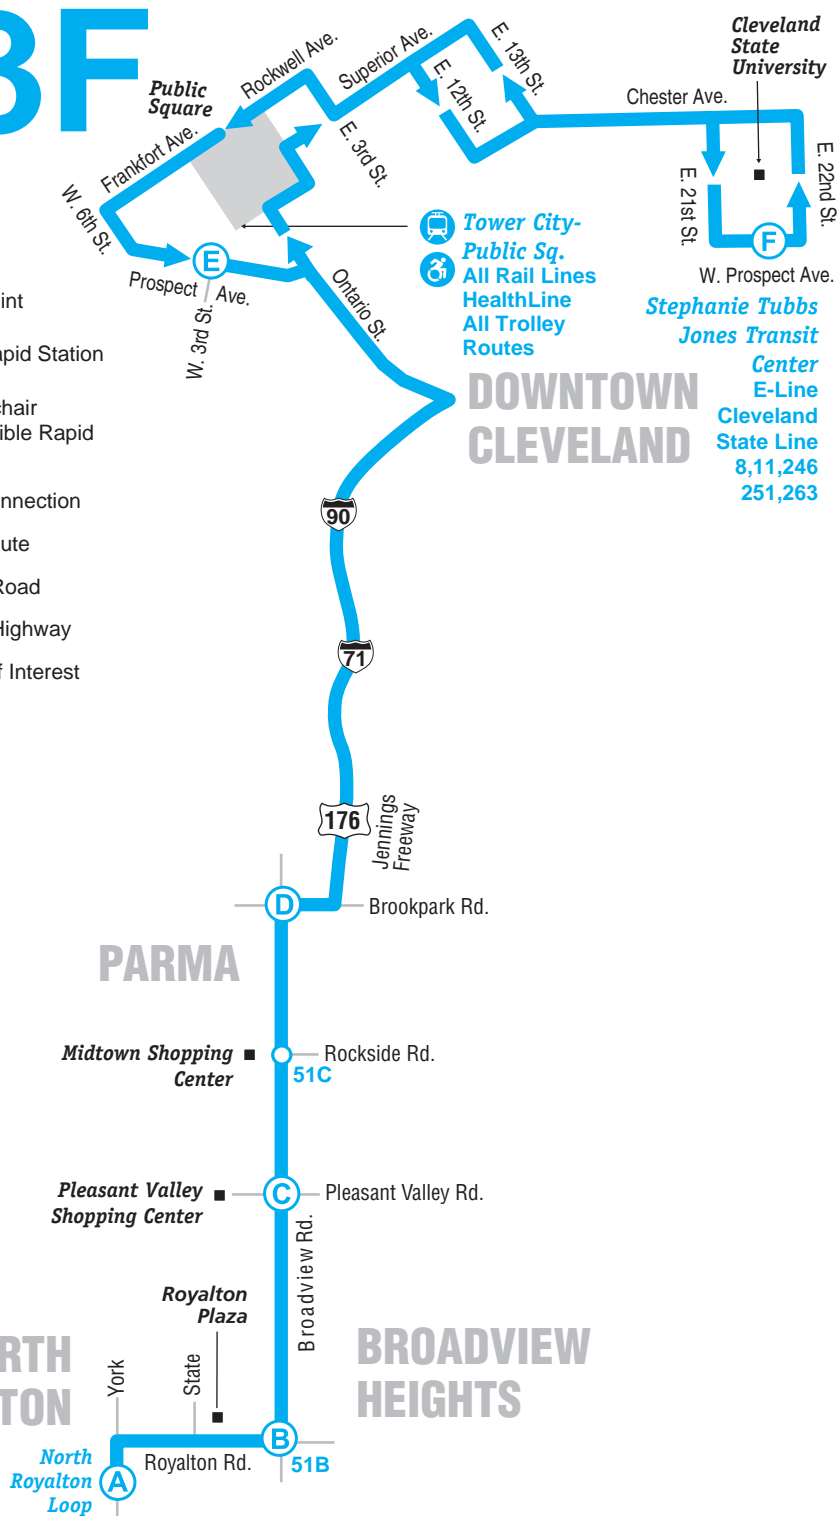 3F
Cleveland
State
University
Public
Square
Rockwell Ave.
Superior Ave.
E. 13th St.
E. 12th St.
Chester Ave.
Frankfort Ave.
E. 3rd St.
W. 6th St.
E. 21st St.
E. 22nd St.
E
F
Prospect Ave.
W. 3rd St.
Ontario St.
W. Prospect Ave.
Tower City-
Public Sq.
All Rail Lines
HealthLine
All Trolley
Routes
Stephanie Tubbs
Jones Transit
Center
E-Line
Cleveland
State Line
8,11,246
251,263
int
apid Station
hair
ible Rapid
nnection
ute
Road
Highway
f Interest
DOWNTOWN
CLEVELAND
90
71
176
Jennings
Freeway
D
Brookpark Rd.
PARMA
Midtown Shopping
Center
Rockside Rd.
51C
Pleasant Valley
Shopping Center
C
Pleasant Valley Rd.
Broadview Rd.
Royalton
Plaza
RTH
TON
York
State
BROADVIEW
HEIGHTS
B
51B
Royalton Rd.
North
Royalton
Loop
A